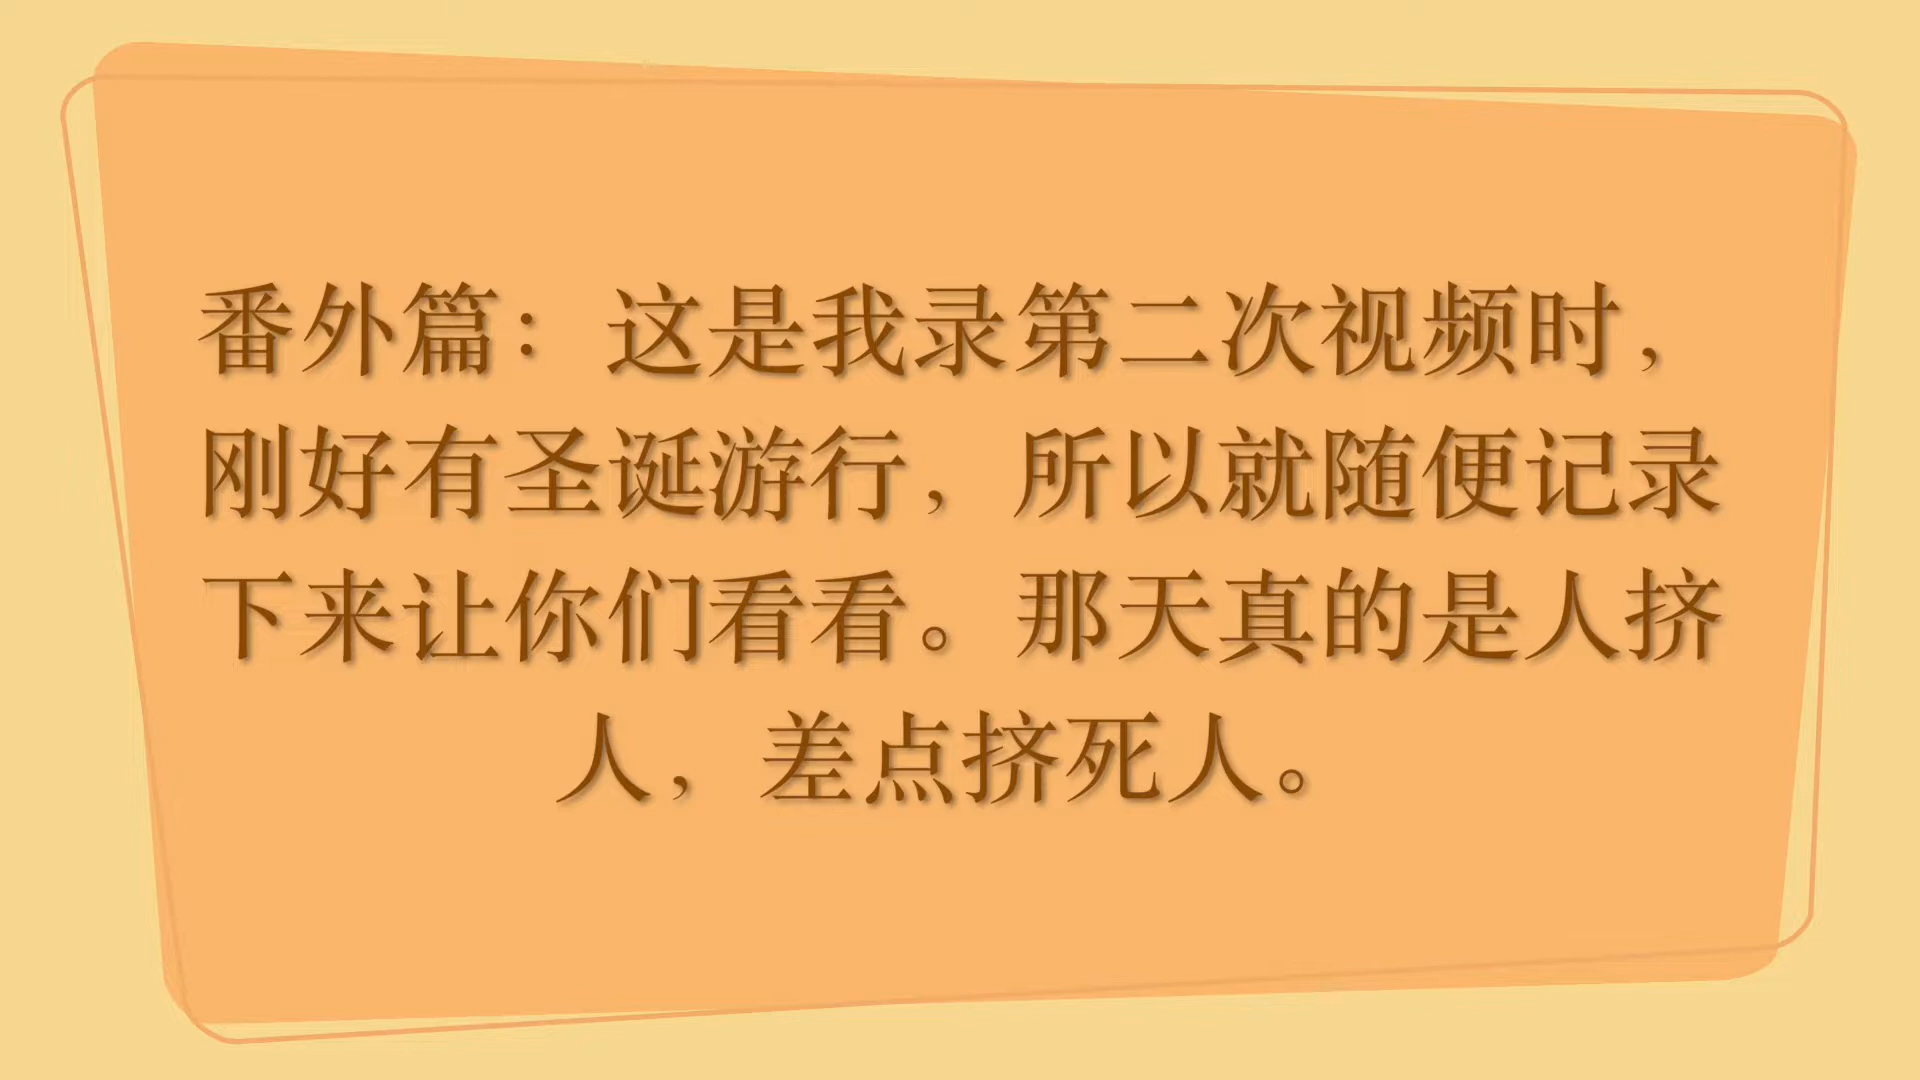 番外篇：这是我录第二次视频时，
刚好有圣诞游行，所以就随便记录
下来让你们看看。那天真的是人挤
人，差点挤死人。